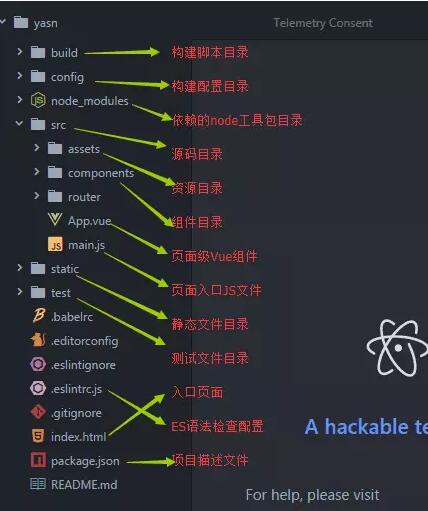 yasn
Telemetry Consent
build
构建脚本目录
config
构建配置目录
node_modules
依赖的node工具包目录
src
源码目录
assets
资源目录
components
组件目录
router
App.vue
页面级Vue组件
main.js
页面入口JS文件
static
静态文件目录
test
测试文件目录
.babelrc
.editorconfig
.eslintignore
入口页面
.eslintrc.js
.gitignore
ES语法检查配置
index.html
A hackable te
package.json
项目描述文件
README.md
For help, please visit